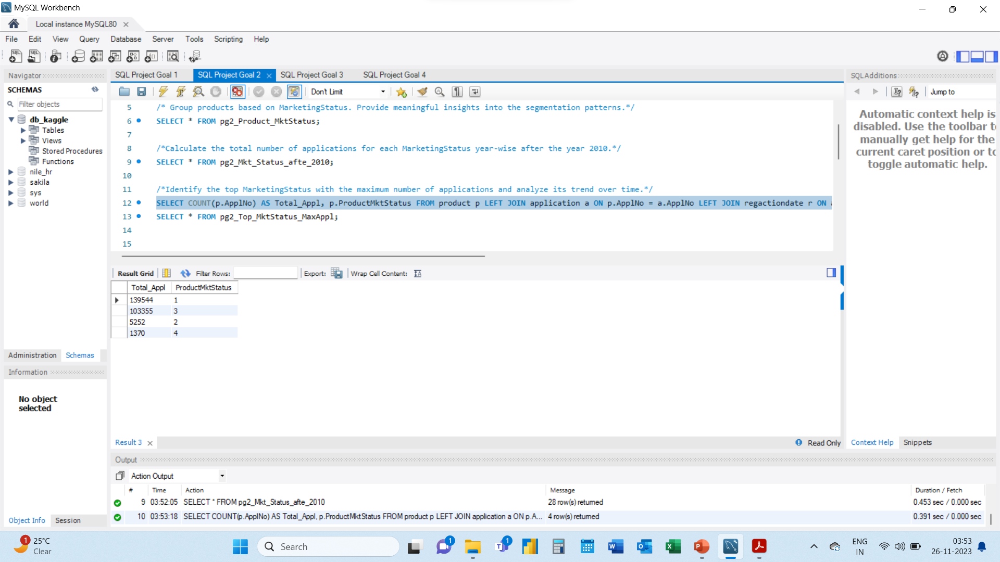 MySQL Workbench
Local instance MySQL80
File Edit View Query Database Server Tools Scripting Help
Navigator
SCHEMAS
Filter objects
db_kaggle
Tables
Views
Stored Procedures
Functions
nile_hr
sakila
sys
world
Administration Schemas
Information
No object
selected
Object Info Session
SQL Project Goal 1 SQL Project Goal 2 SQL Project Goal 3 SQL Project Goal 4
Don't Limit
5 /* Group products based on MarketingStatus. Provide meaningful insights into the segmentation patterns.*/
6 SELECT * FROM pg2_Product_MktStatus;
7
8 /*Calculate the total number of applications for each MarketingStatus year-wise after the year 2010.*/
9 SELECT * FROM pg2_Mkt_Status_afte_2010;
10
11 /*Identify the top MarketingStatus with the maximum number of applications and analyze its trend over time.*/
12 SELECT COUNT(p.ApplNo) AS Total_Appl, p.ProductMktStatus FROM product p LEFT JOIN application a ON p.ApplNo = a.ApplNo LEFT JOIN regactiondate r ON
13 SELECT * FROM pg2_Top_MktStatus_MaxAppl;
14
15
Result Grid Filter Rows: Export: Wrap Cell Content:
Total_Appl ProductMktStatus
139544 1
103355 3
5252 2
1370 4
Result 3
Read Only
SQLAdditions
Jump to
Automatic context help is
disabled. Use the toolbar to
manually get help for the
current caret position or to
toggle automatic help.
Context Help Snippets
Output
Action Output
# Time Action Message Duration / Fetch
9 03:52:05 SELECT * FROM pg2_Mkt_Status_afte_2010 28 row(s) returned 0.453 sec / 0.000 sec
10 03:53:18 SELECT COUNT(p.ApplNo) AS Total_Appl, p.ProductMktStatus FROM product p LEFT JOIN application a ON p.A... 4 row(s) returned 0.391 sec / 0.000 sec
1
25°C
Clear
Search
1
1
ENG
IN
03:53
26-11-2023